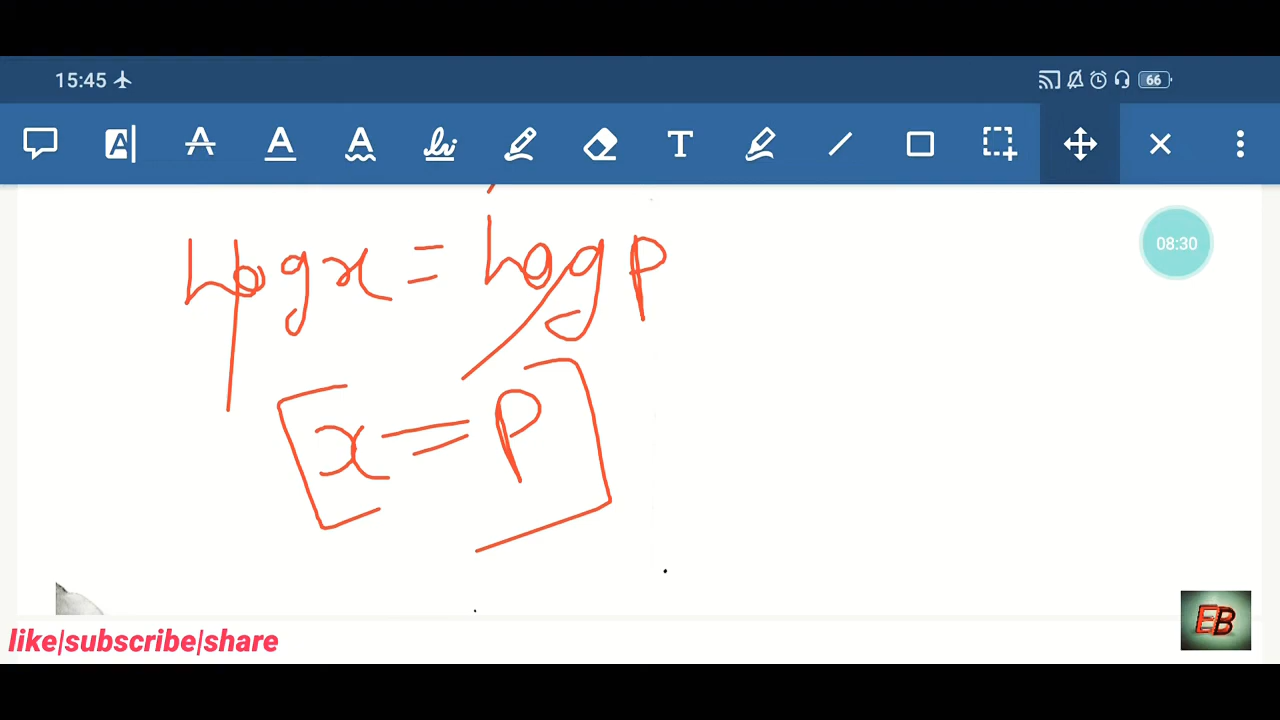 15:45
66
A A A A T
08:30
log x = log P
x = P
like|subscribe|share
EB